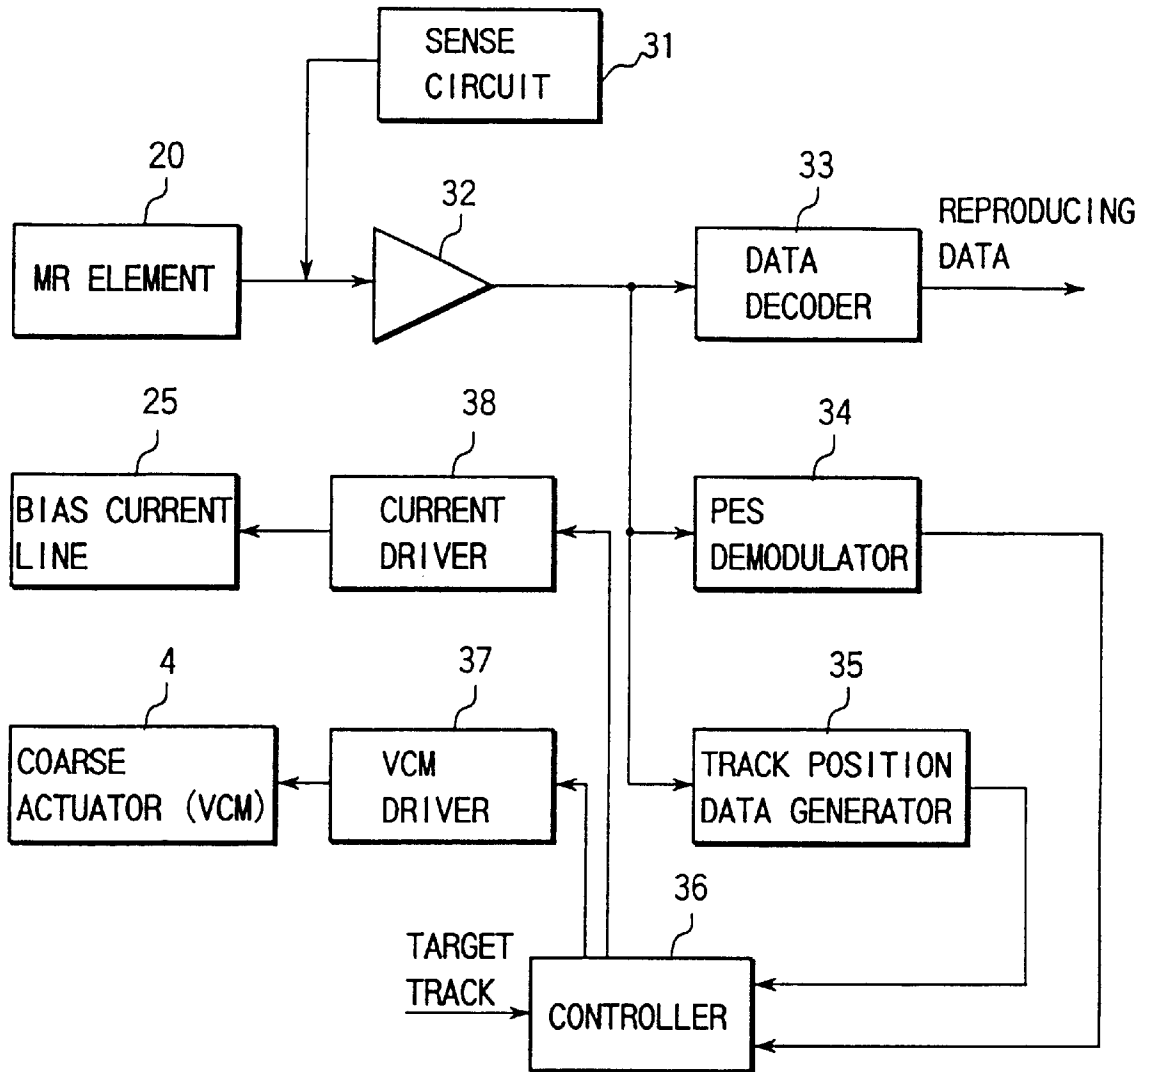 SENSE
CIRCUIT
31
20
MR ELEMENT
32
33
DATA
DECODER
REPRODUCING
DATA
25
BIAS CURRENT
LINE
38
CURRENT
DRIVER
34
PES
DEMODULATOR
4
COARSE
ACTUATOR (VCM)
37
VCM
DRIVER
35
TRACK POSITION
DATA GENERATOR
36
TARGET
TRACK
CONTROLLER